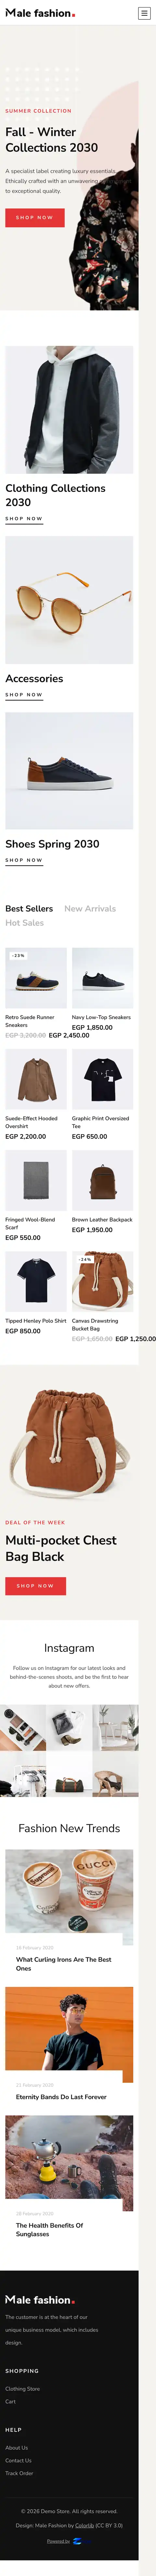 Male fashion.
SUMMER COLLECTION
Fall - Winter
Collections 2030
A specialist label creating luxury essentials.
Ethically crafted with an unwavering commitment
to exceptional quality.
SHOP NOW
Clothing Collections
2030
SHOP NOW
Accessories
SHOP NOW
Shoes Spring 2030
SHOP NOW
Best Sellers New Arrivals
Hot Sales
-23%
Retro Suede Runner
Sneakers
EGP 3,200.00 EGP 2,450.00
Navy Low-Top Sneakers
EGP 1,850.00
Suede-Effect Hooded
Overshirt
EGP 2,200.00
Graphic Print Oversized
Tee
EGP 650.00
Fringed Wool-Blend
Scarf
EGP 550.00
Brown Leather Backpack
EGP 1,950.00
Tipped Henley Polo Shirt
EGP 850.00
-24%
Canvas Drawstring
Bucket Bag
EGP 1,650.00 EGP 1,250.00
DEAL OF THE WEEK
Multi-pocket Chest
Bag Black
SHOP NOW
Instagram
Follow us on Instagram for our latest looks and
behind-the-scenes shoots, and be the first to hear
about new offers.
Fashion New Trends
GUCCI
What Curling Irons Are The Best
Ones
Eternity Bands Do Last Forever
The Health Benefits Of
Sunglasses
Male fashion.
The customer is at the heart of our
unique business model, which includes
design.
SHOPPING
Clothing Store
Cart
HELP
About Us
Contact Us
Track Order
© 2026 Demo Store. All rights reserved.
Design: Male Fashion by Colorlib (CC BY 3.0)
Powered by